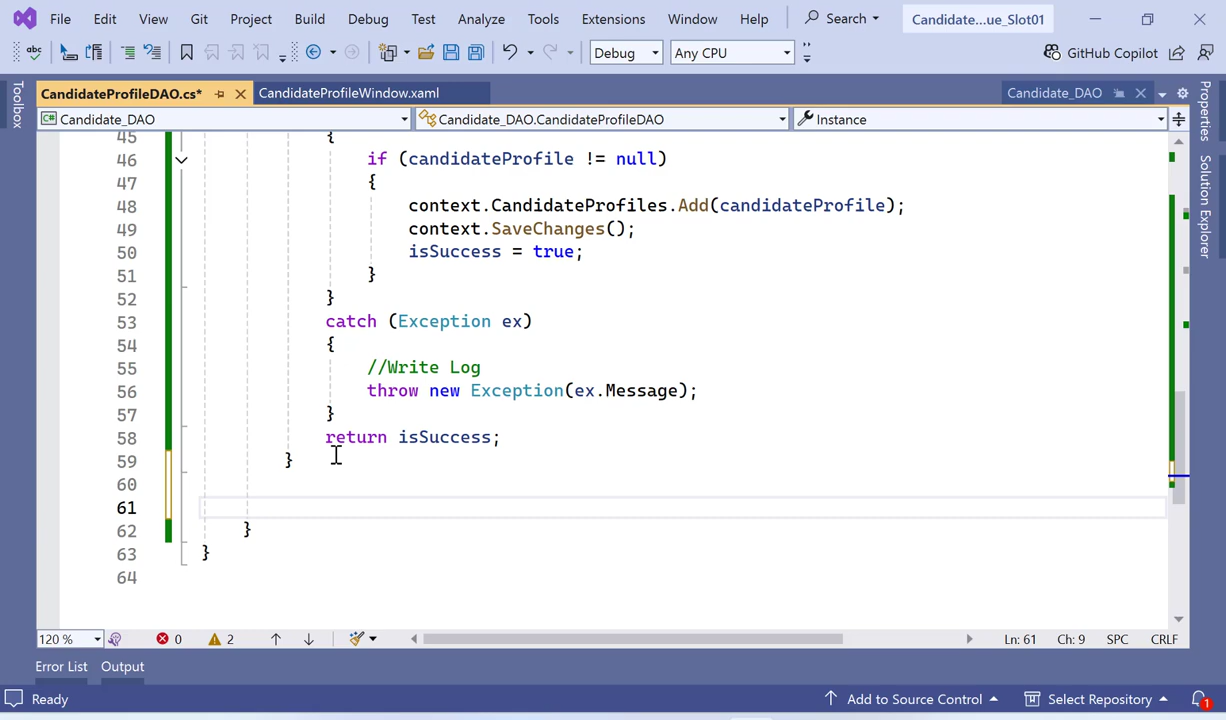 File Edit View Git Project Build Debug Test Analyze Tools Extensions Window Help Search Candidate...ue_Slot01
abc Debug Any CPU GitHub Copilot
Toolbox CandidateProfileDAO.cs* CandidateProfileWindow.xaml Candidate_DAO Properties
C# Candidate_DAO Candidate_DAO.CandidateProfileDAO Instance
Solution Explorer
45 {
46 if (candidateProfile != null)
47 {
48 context.CandidateProfiles.Add(candidateProfile);
49 context.SaveChanges();
50 isSuccess = true;
51 }
52 }
53 catch (Exception ex)
54 {
55 //Write Log
56 throw new Exception(ex.Message);
57 }
58 return isSuccess;
59 }
60
61
62 }
63 }
64
120 % 0 2 Ln: 61 Ch: 9 SPC CRLF
Error List Output
Ready Add to Source Control Select Repository 1